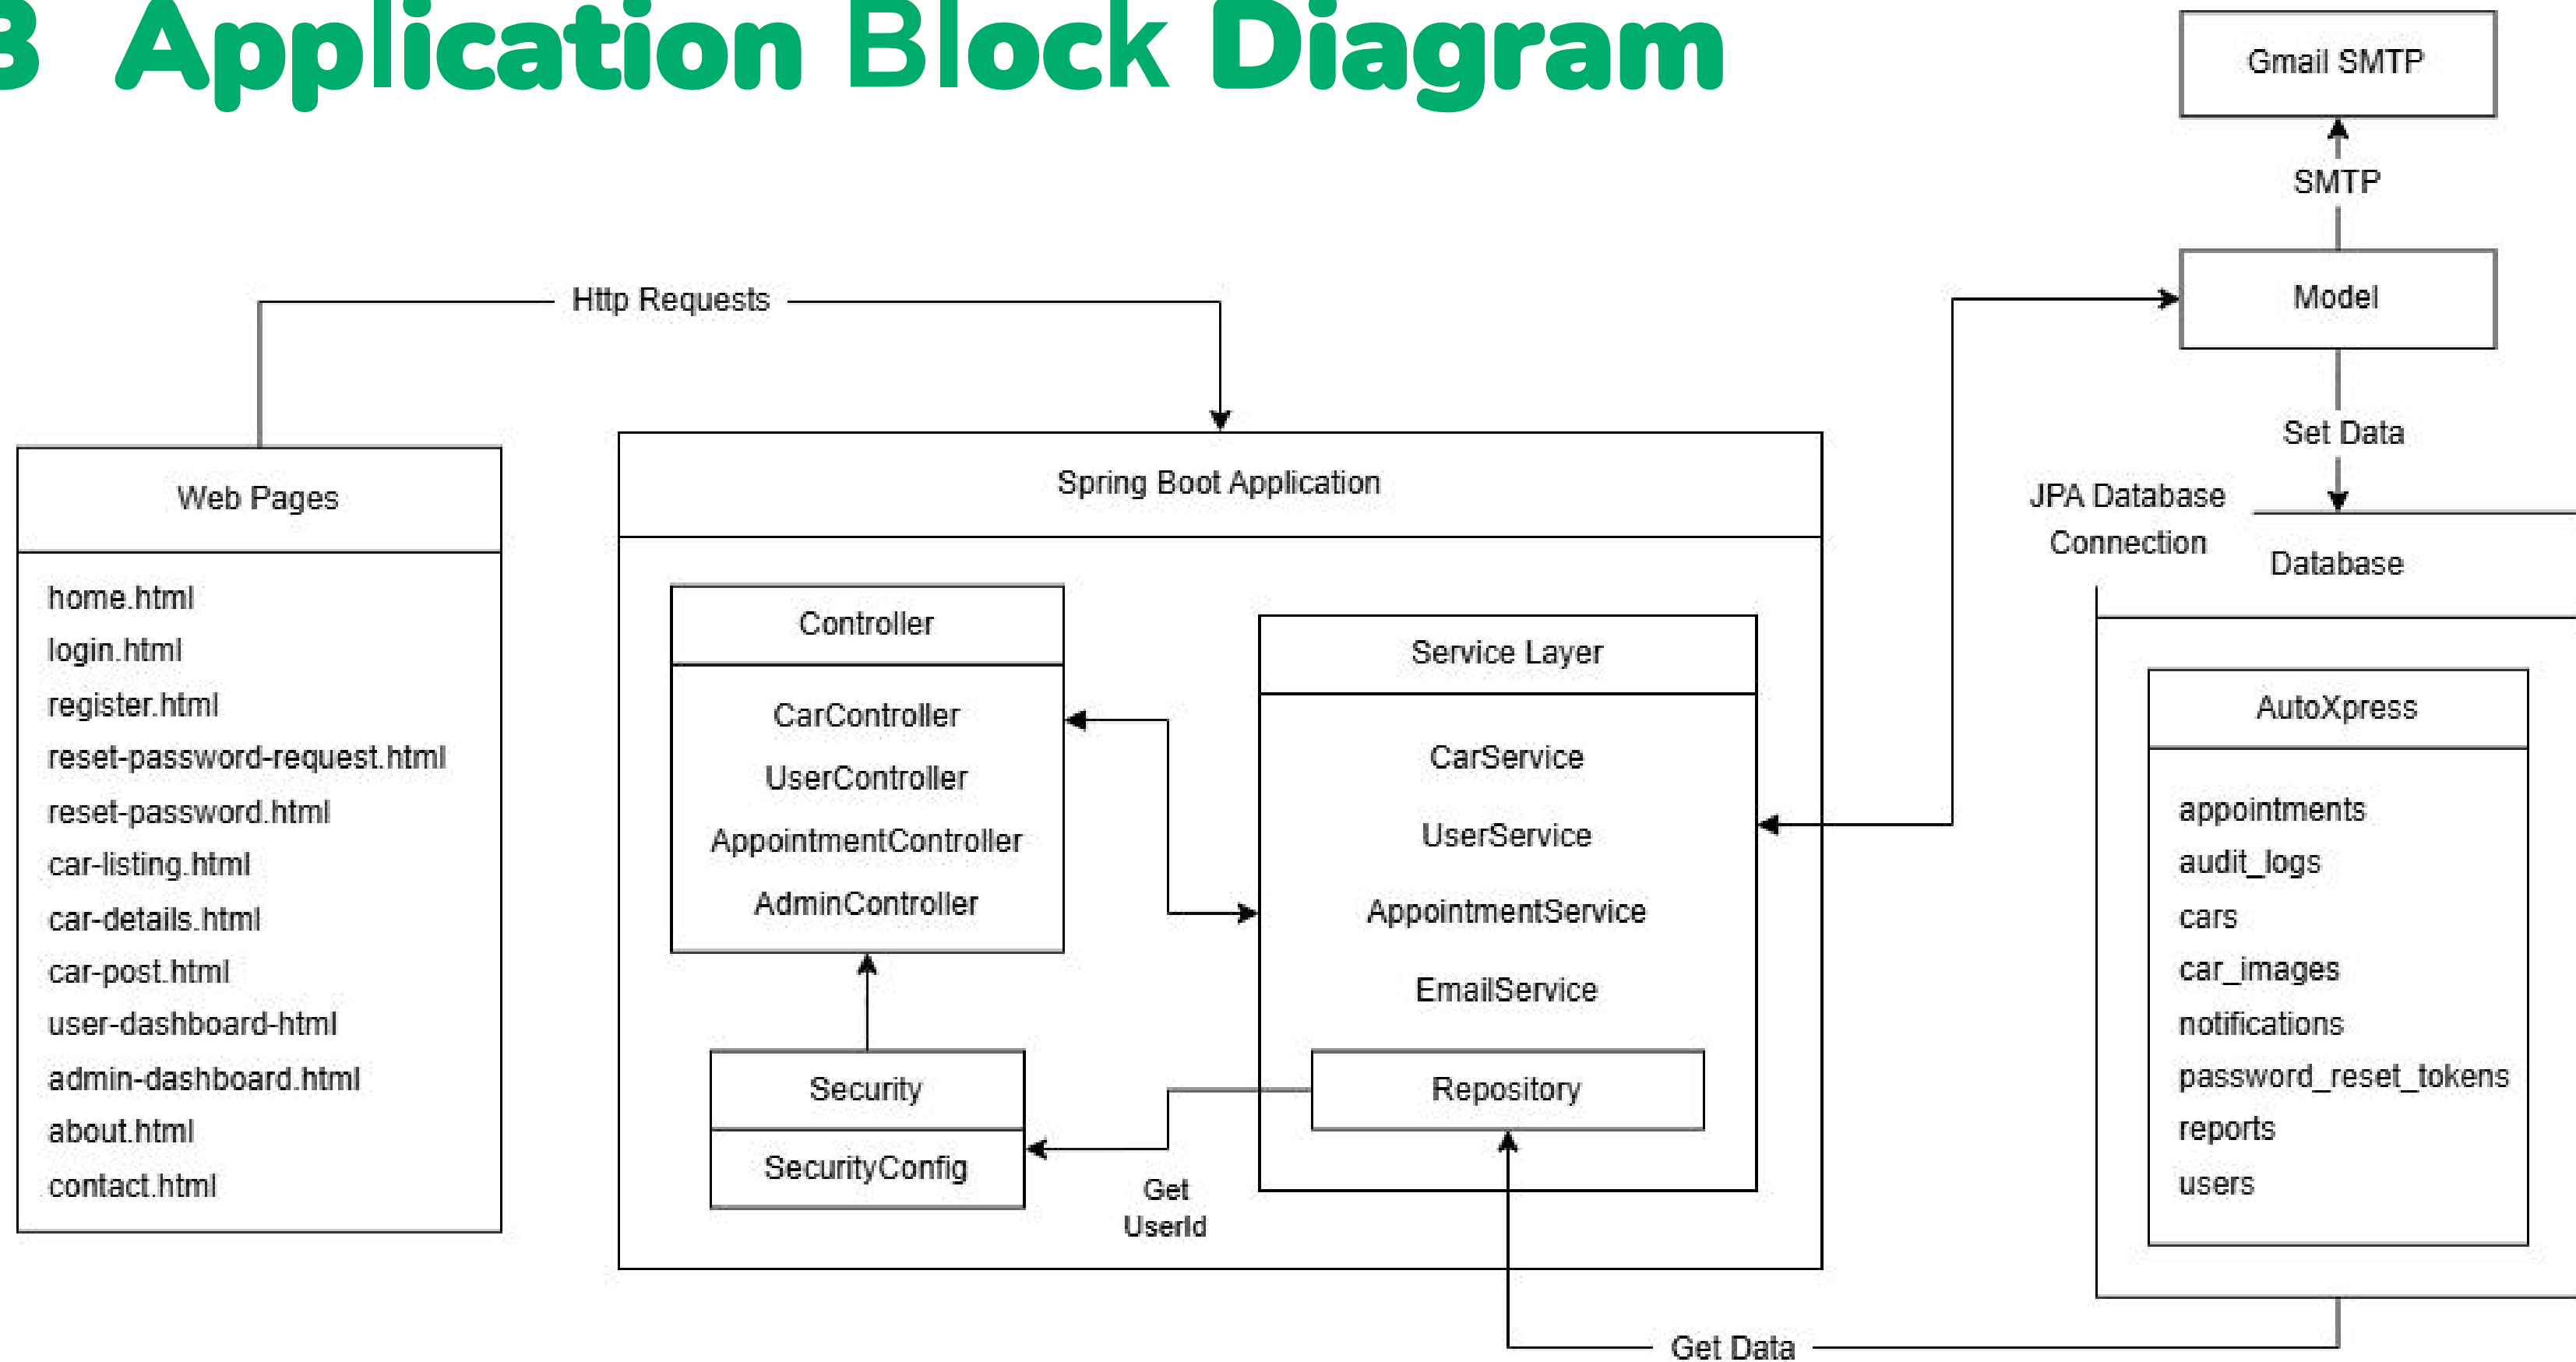 3 Application Block Diagram
Gmail SMTP
SMTP
Model
Set Data
JPA Database
Connection
Database
AutoXpress
appointments
audit_logs
cars
car_images
notifications
password_reset_tokens
reports
users
Http Requests
Web Pages
home.html
login.html
register.html
reset-password-request.html
reset-password.html
car-listing.html
car-details.html
car-post.html
user-dashboard-html
admin-dashboard.html
about.html
contact.html
Spring Boot Application
Controller
CarController
UserController
AppointmentController
AdminController
Security
SecurityConfig
Get
UserId
Service Layer
CarService
UserService
AppointmentService
EmailService
Repository
Get Data